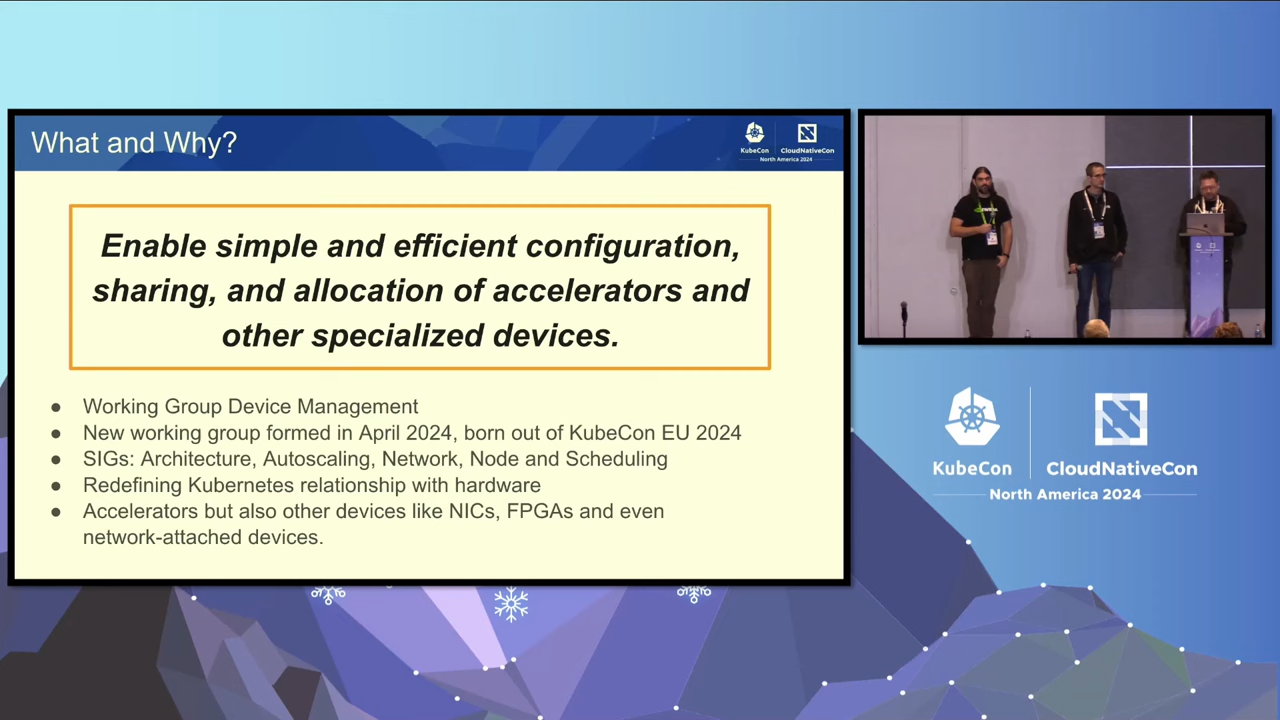 What and Why?
KubeCon
CloudNativeCon
North America 2024
Enable simple and efficient configuration,
sharing, and allocation of accelerators and
other specialized devices.
● Working Group Device Management
● New working group formed in April 2024, born out of KubeCon EU 2024
● SIGs: Architecture, Autoscaling, Network, Node and Scheduling
● Redefining Kubernetes relationship with hardware
● Accelerators but also other devices like NICs, FPGAs and even
network-attached devices.
KubeCon
CloudNativeCon
North America 2024